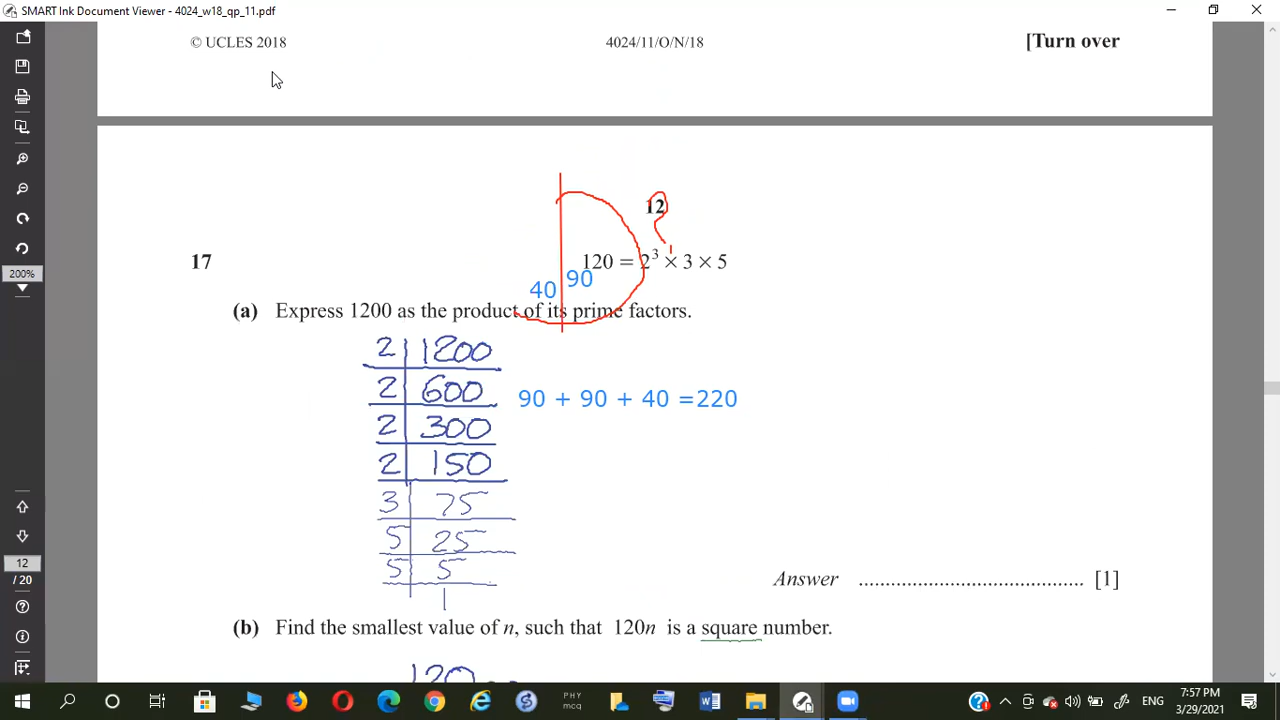 SMART Ink Document Viewer - 4024_w18_qp_11.pdf
© UCLES 2018 4024/11/O/N/18 [Turn over
12
17 120 = 2³ × 3 × 5
40 90
(a) Express 1200 as the product of its prime factors.
2 1200
2 600
90 + 90 + 40 =220
2 300
2 150
3 75
5 25
5 5
1
Answer ......................................... [1]
(b) Find the smallest value of n, such that 120n is a square number.
120
200%
12
/ 20
PHY
mcq
ENG
7:57 PM
3/29/2021